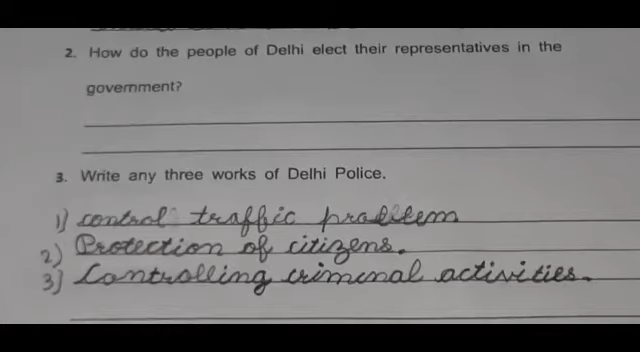 2. How do the people of Delhi elect their representatives in the
government?
3. Write any three works of Delhi Police.
1) control traffic problem
2) Protection of citizens.
3) Controlling criminal activities.